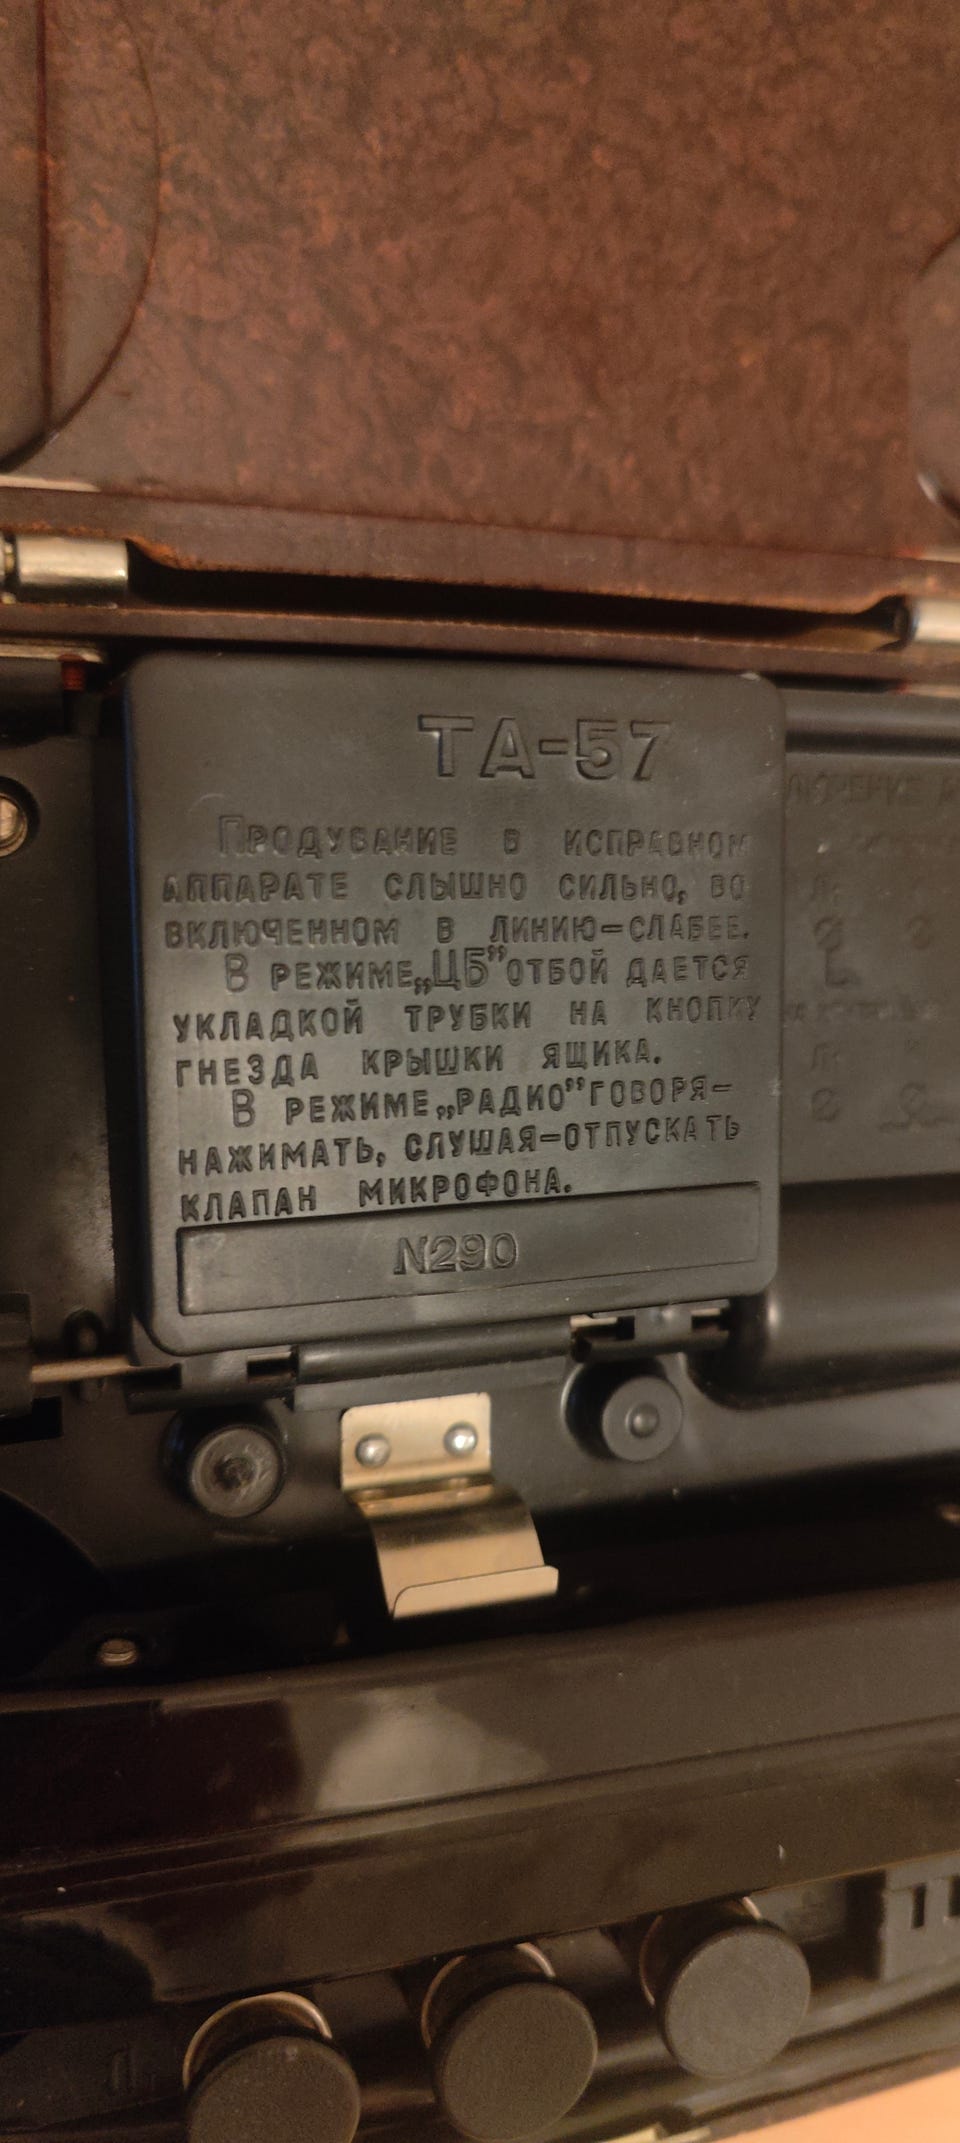 ТА-57
Продувание в исправном
аппарате слышно сильно, во
включенном в линию-слабее.
В режиме „ЦБ” отбой дается
укладкой трубки на кнопку
гнезда крышки ящика.
В режиме „радио” говоря-
нажимать, слушая-отпускать
клапан микрофона.
N290